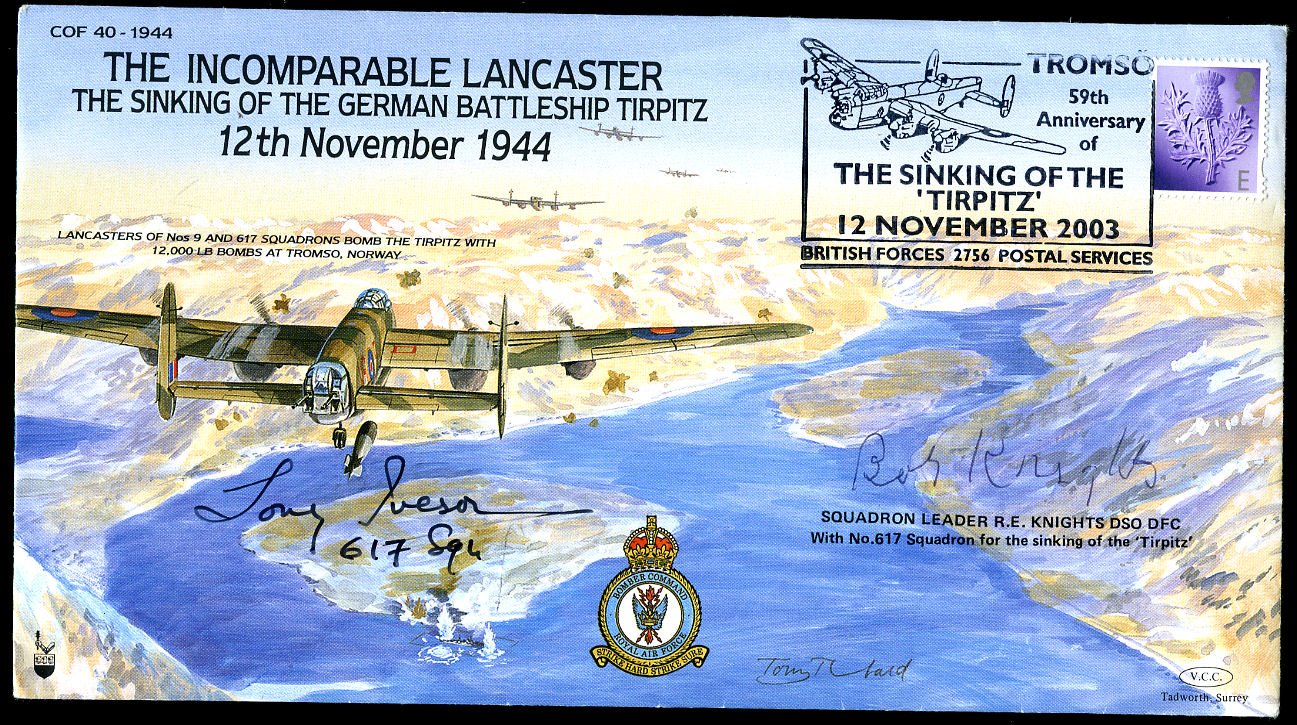 COF 40 - 1944
THE INCOMPARABLE LANCASTER
THE SINKING OF THE GERMAN BATTLESHIP TIRPITZ
12th November 1944
LANCASTERS OF Nos 9 AND 617 SQUADRONS BOMB THE TIRPITZ WITH
12,000 LB BOMBS AT TROMSO, NORWAY
TROMSO
59th
Anniversary
of
THE SINKING OF THE
'TIRPITZ'
12 NOVEMBER 2003
BRITISH FORCES 2756 POSTAL SERVICES
E
Tony Iveson
617 Sqn
Bob Knights
SQUADRON LEADER R.E. KNIGHTS DSO DFC
With No.617 Squadron for the sinking of the 'Tirpitz'
BOMBER COMMAND
ROYAL AIR FORCE
STRIKE HARD STRIKE SURE
Tony
V.C.C.
Tadworth, Surrey